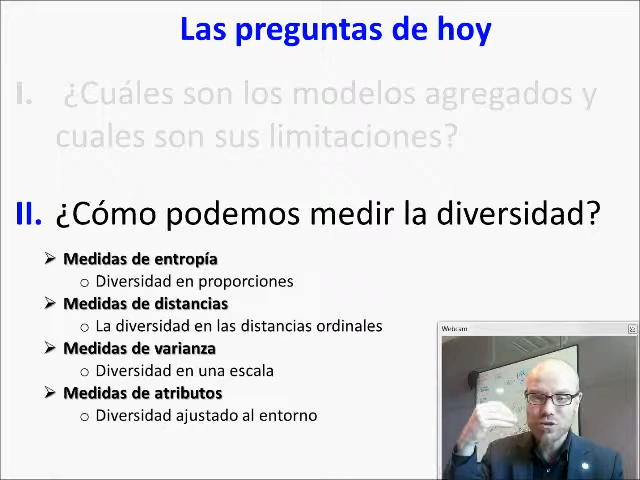 Las preguntas de hoy
I. ¿Cuáles son los modelos agregados y
cuales son sus limitaciones?
II. ¿Cómo podemos medir la diversidad?
Medidas de entropía
Diversidad en proporciones
Medidas de distancias
La diversidad en las distancias ordinales
Medidas de varianza
Diversidad en una escala
Medidas de atributos
Diversidad ajustado al entorno
Webcam